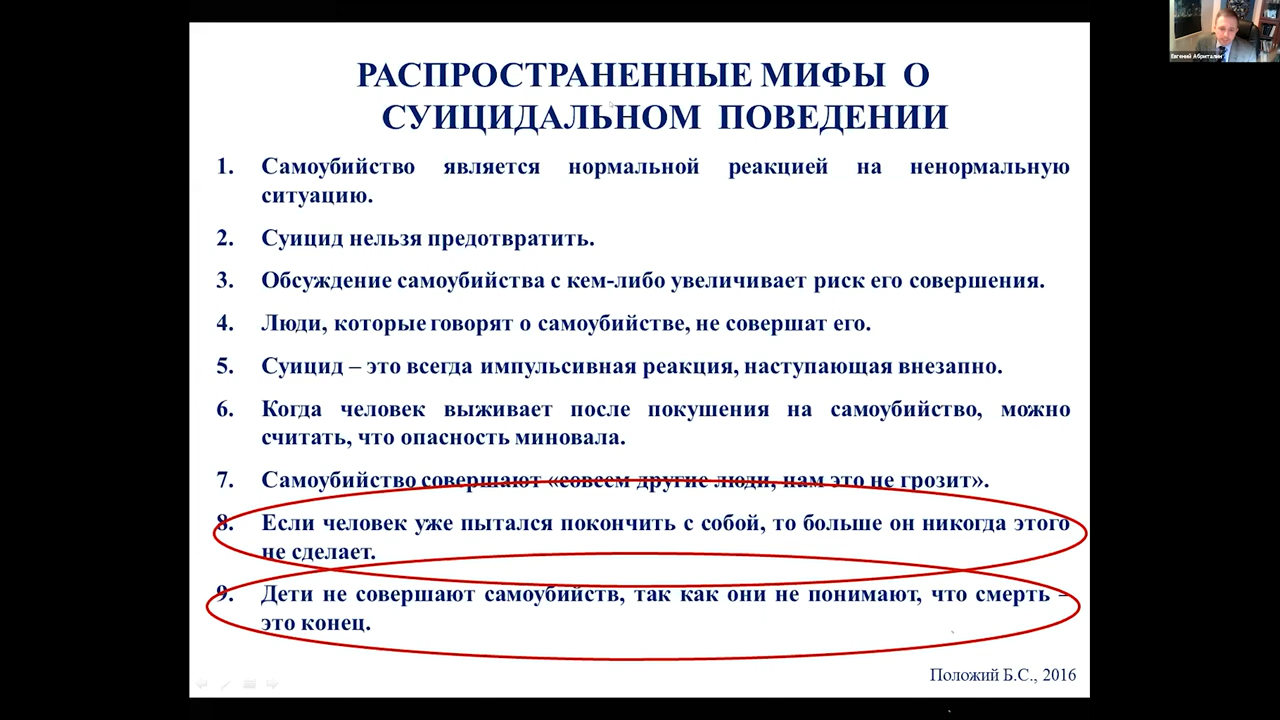 РАСПРОСТРАНЕННЫЕ МИФЫ О
СУИЦИДАЛЬНОМ ПОВЕДЕНИИ
1. Самоубийство является нормальной реакцией на ненормальную
ситуацию.
2. Суицид нельзя предотвратить.
3. Обсуждение самоубийства с кем-либо увеличивает риск его совершения.
4. Люди, которые говорят о самоубийстве, не совершат его.
5. Суицид – это всегда импульсивная реакция, наступающая внезапно.
6. Когда человек выживает после покушения на самоубийство, можно
считать, что опасность миновала.
7. Самоубийство совершают «совсем другие люди, нам это не грозит».
8. Если человек уже пытался покончить с собой, то больше он никогда этого
не сделает.
9. Дети не совершают самоубийств, так как они не понимают, что смерть –
это конец.
Положий Б.С., 2016
Евгений Абриталин